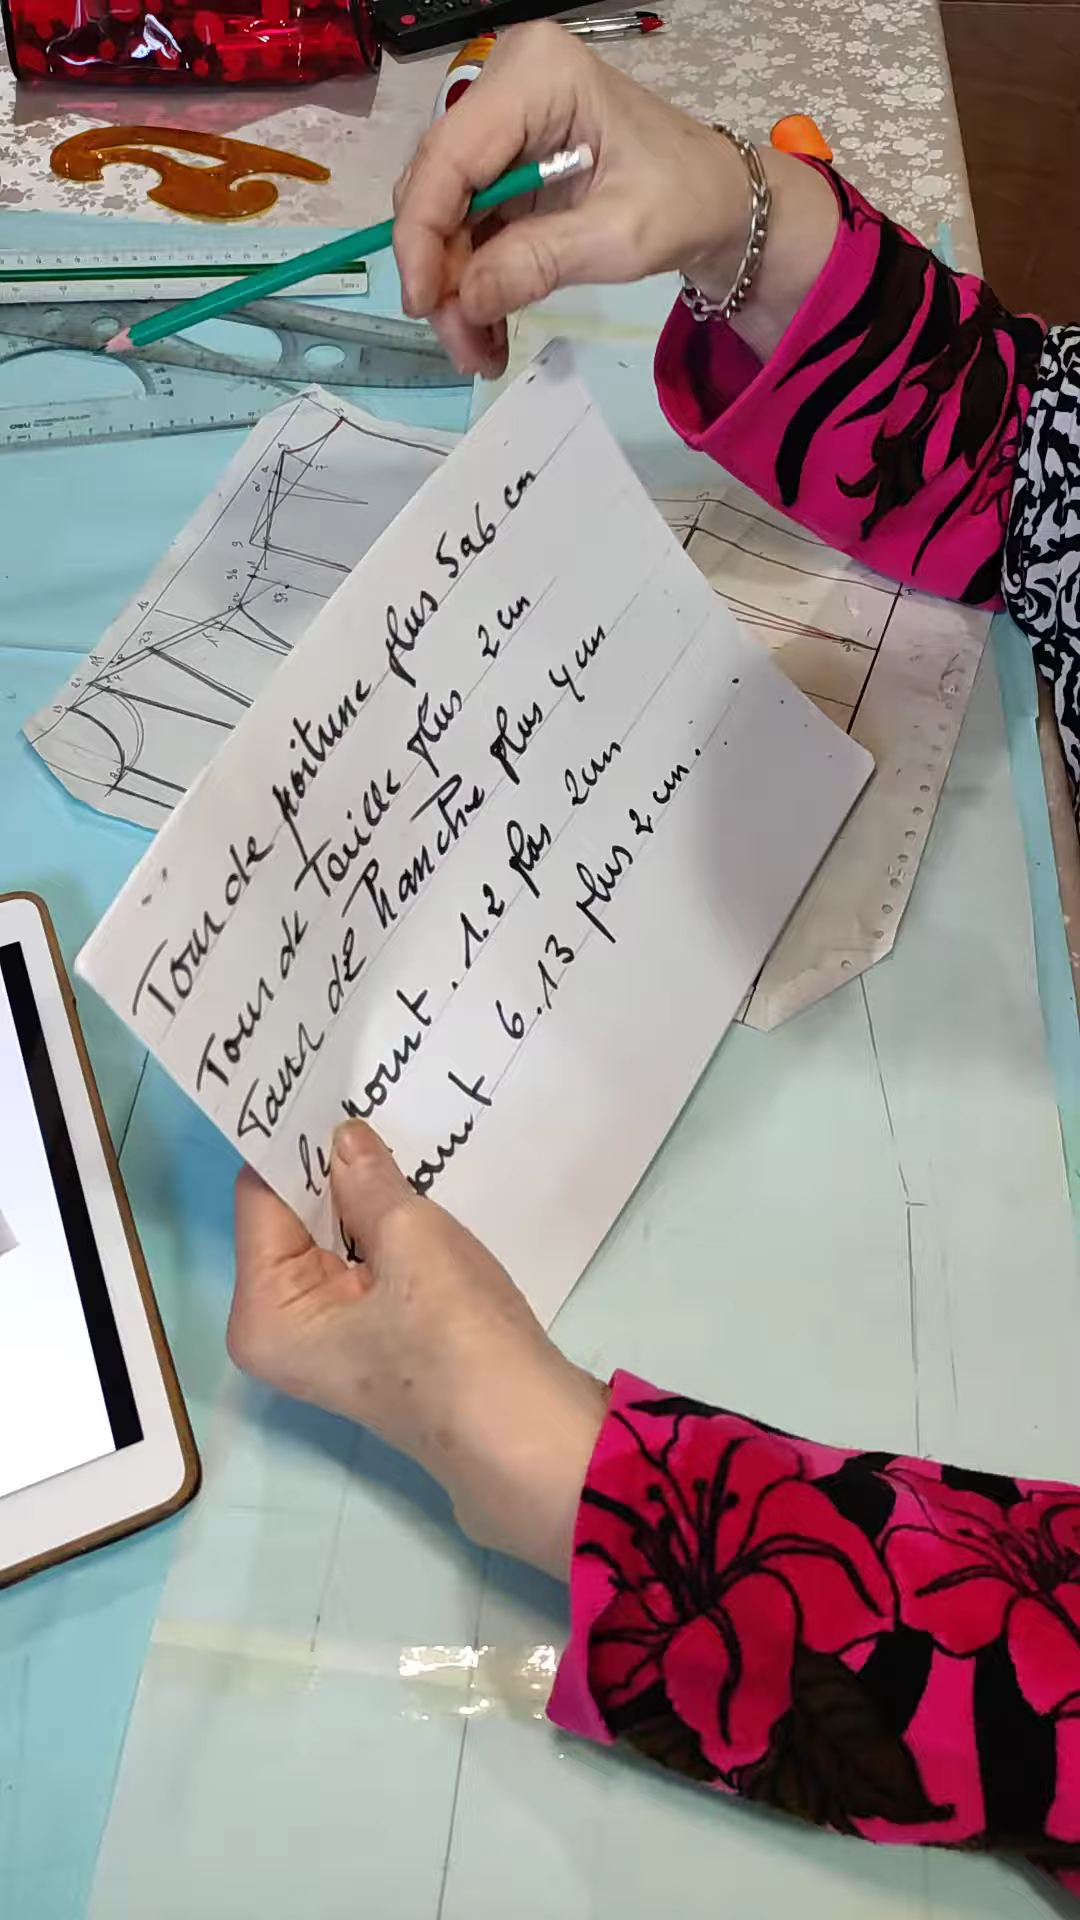 Tour de poitrine plus 5 a 6 cm
Tour de Taille plus 2 cm
Tour de Hanche plus 4 cm
point . 1.2 plus 2 cm
6.13 plus 2 cm.